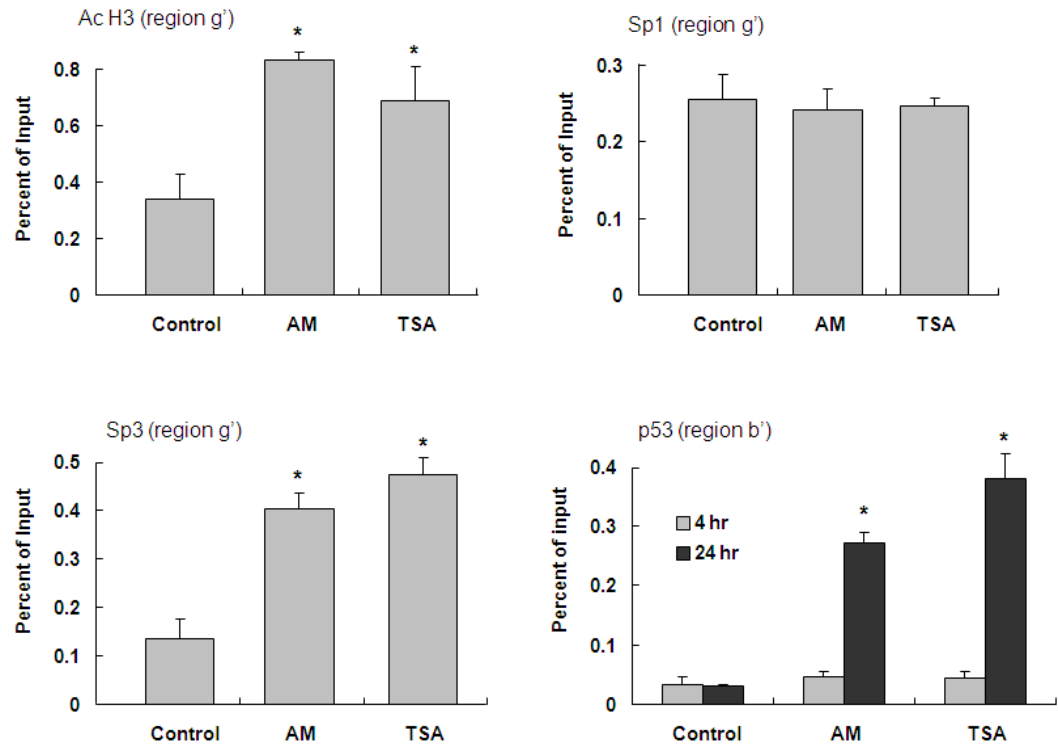 Ac H3 (region g’)
Percent of Input
0.8
0.6
0.4
0.2
0
*
*
Control AM TSA
Sp1 (region g’)
Percent of Input
0.3
0.2
0.1
0
Control AM TSA
Sp3 (region g’)
Percent of Input
0.5
0.4
0.3
0.2
0.1
0
*
*
Control AM TSA
p53 (region b’)
Percent of input
0.4
0.3
0.2
0.1
0
4 hr
24 hr
*
*
Control AM TSA